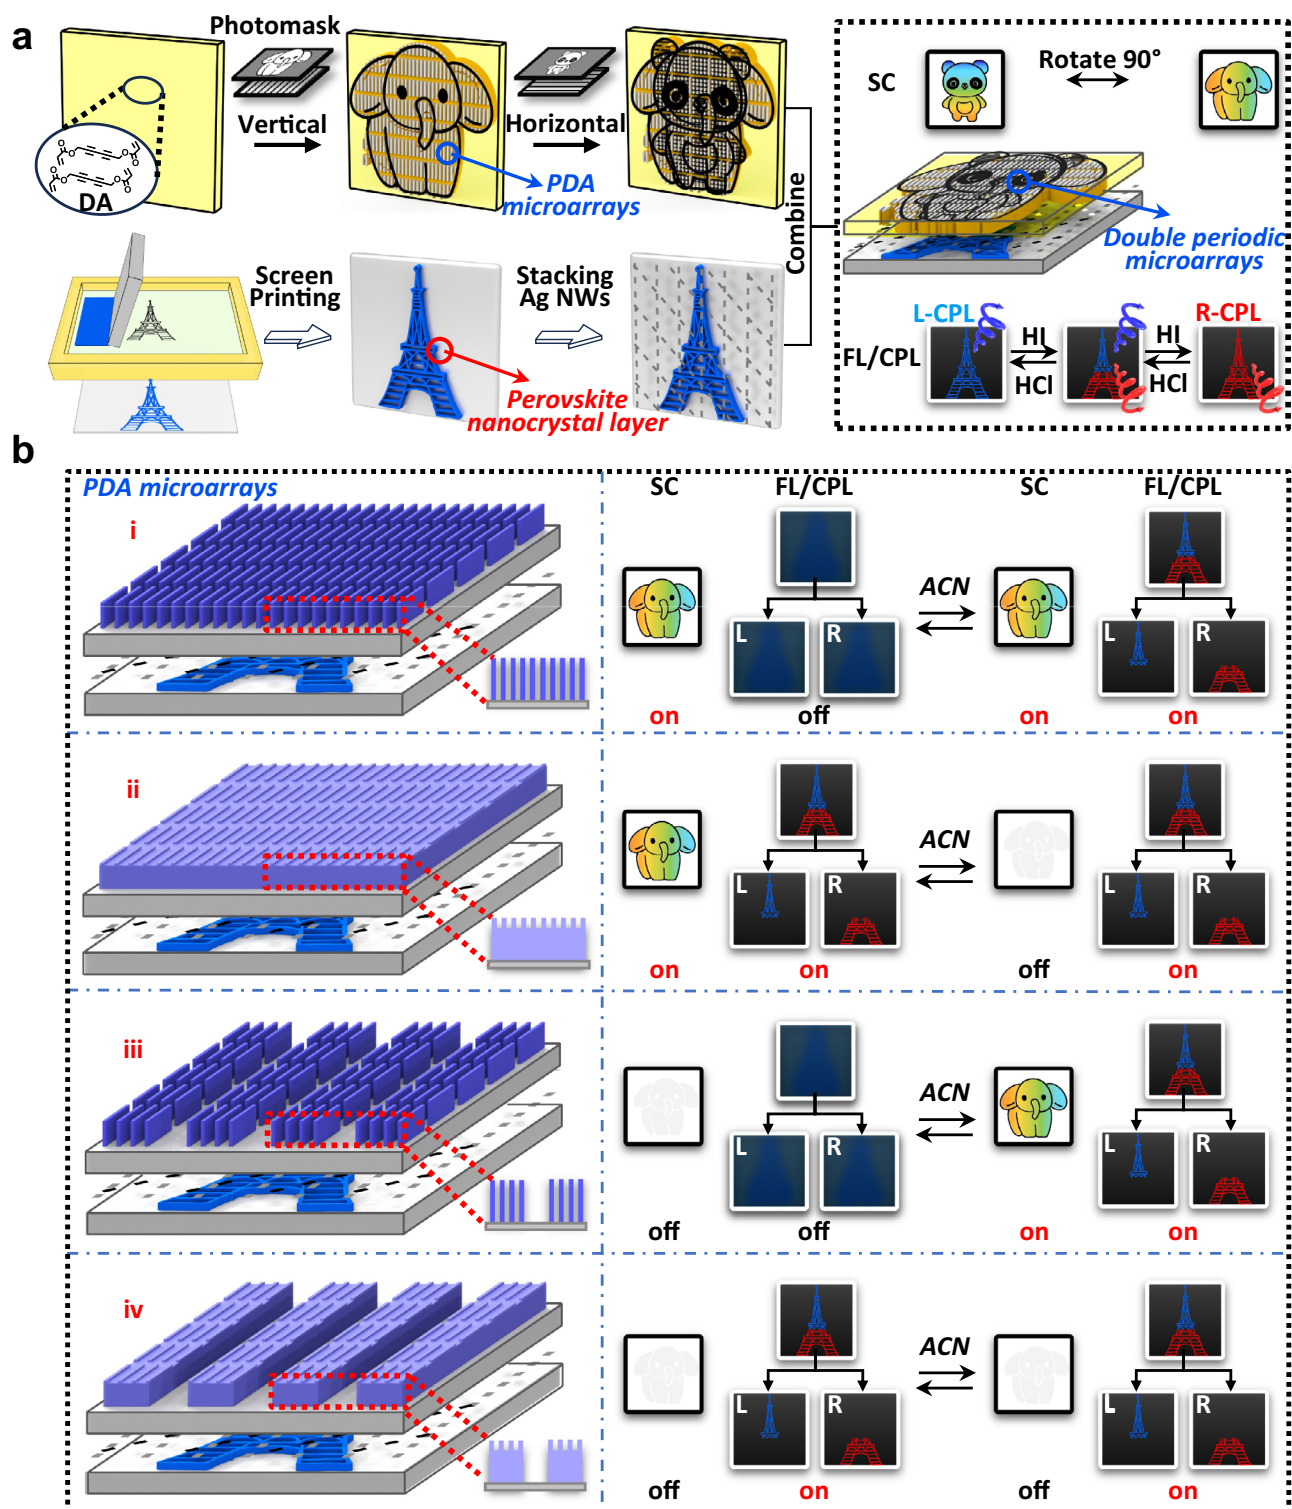 a
Photomask
Vertical
Horizontal
DA
PDA
microarrays
Screen
Printing
Stacking
Ag NWs
Perovskite
nanocrystal layer
Combine
SC
Rotate 90°
Double periodic
microarrays
L-CPL
R-CPL
FL/CPL
HI
HCl
HI
HCl
b
PDA microarrays
SC
FL/CPL
SC
FL/CPL
i
ACN
L
R
L
R
on
off
on
on
ii
ACN
L
R
L
R
on
on
off
on
iii
ACN
L
R
L
R
off
off
on
on
iv
ACN
L
R
L
R
off
on
off
on